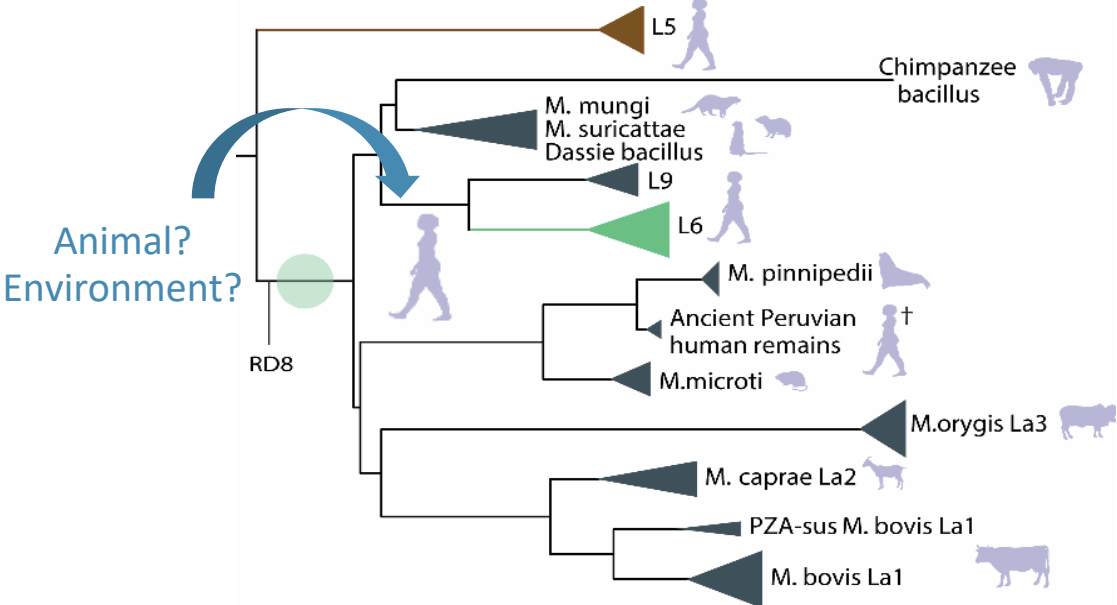 L5
Chimpanzee
bacillus
M. mungi
M. suricattae
Dassie bacillus
L9
L6
Animal?
Environment?
M. pinnipedii
Ancient Peruvian
human remains
†
RD8
M.microti
M.orygis La3
M. caprae La2
PZA-sus M. bovis La1
M. bovis La1